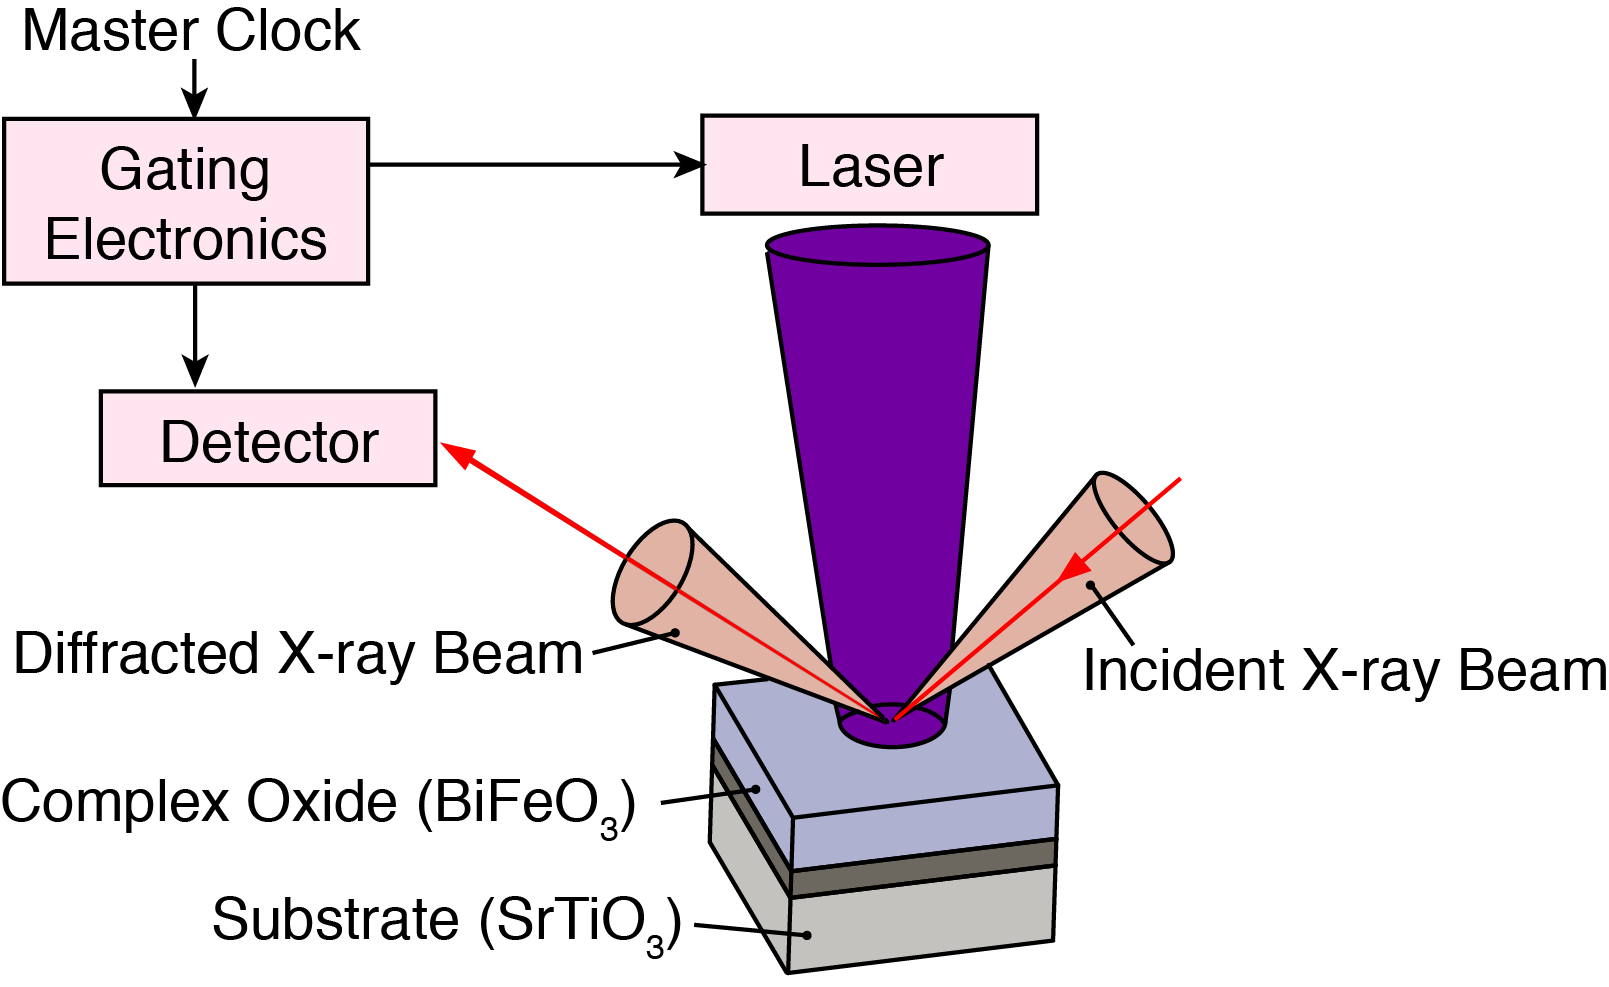 Master Clock
Gating
Electronics
Laser
Detector
Diffracted X-ray Beam
Incident X-ray Beam
Complex Oxide (BiFeO₃)
Substrate (SrTiO₃)